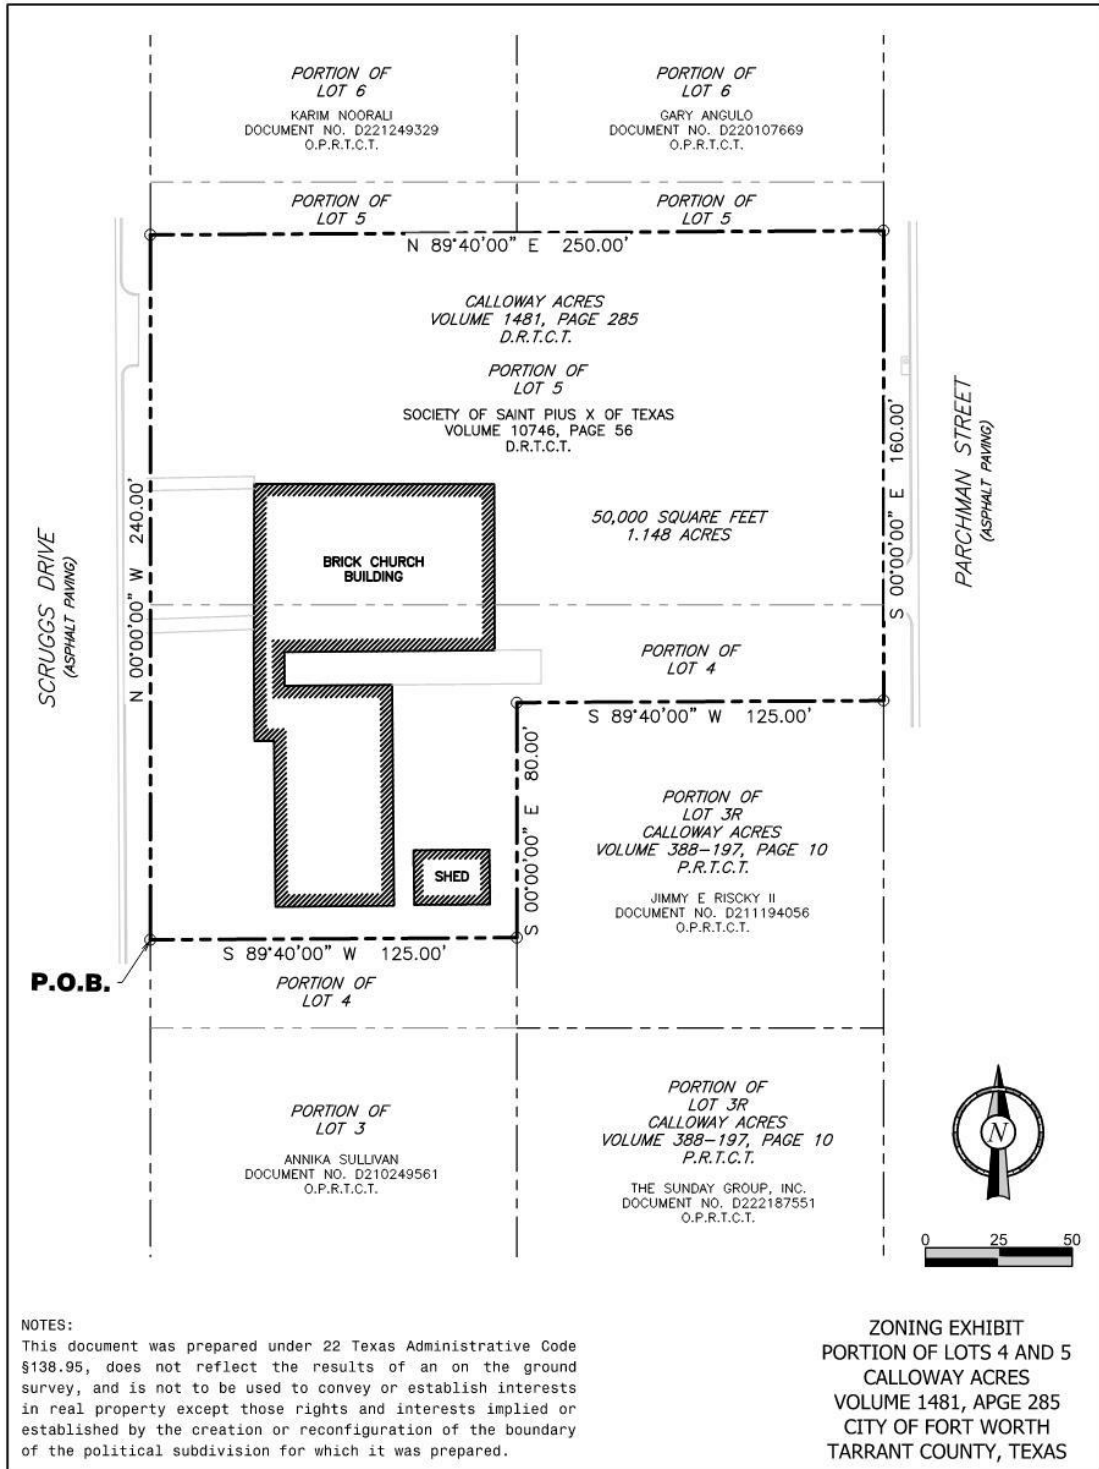 PORTION OF
LOT 6
KARIM NOORALI
DOCUMENT NO. D221249329
O.P.R.T.C.T.
PORTION OF
LOT 6
GARY ANGULO
DOCUMENT NO. D220107669
O.P.R.T.C.T.
PORTION OF
LOT 5
PORTION OF
LOT 5
N 89°40'00" E 250.00'
CALLOWAY ACRES
VOLUME 1481, PAGE 285
D.R.T.C.T.
PORTION OF
LOT 5
SOCIETY OF SAINT PIUS X OF TEXAS
VOLUME 10746, PAGE 56
D.R.T.C.T.
50,000 SQUARE FEET
1.148 ACRES
SCRUGGS DRIVE
(ASPHALT PAVING)
N 00°00'00" W 240.00'
BRICK CHURCH
BUILDING
S 00°00'00" E 160.00'
PARCHMAN STREET
(ASPHALT PAVING)
PORTION OF
LOT 4
S 89°40'00" W 125.00'
S 00°00'00" E 80.00'
SHED
PORTION OF
LOT 3R
CALLOWAY ACRES
VOLUME 388-197, PAGE 10
P.R.T.C.T.
JIMMY E RISCKY II
DOCUMENT NO. D211194056
O.P.R.T.C.T.
S 89°40'00" W 125.00'
P.O.B.
PORTION OF
LOT 4
PORTION OF
LOT 3
ANNIKA SULLIVAN
DOCUMENT NO. D210249561
O.P.R.T.C.T.
PORTION OF
LOT 3R
CALLOWAY ACRES
VOLUME 388-197, PAGE 10
P.R.T.C.T.
THE SUNDAY GROUP, INC.
DOCUMENT NO. D222187551
O.P.R.T.C.T.
N
0 25 50
NOTES:
This document was prepared under 22 Texas Administrative Code
§138.95, does not reflect the results of an on the ground
survey, and is not to be used to convey or establish interests
in real property except those rights and interests implied or
established by the creation or reconfiguration of the boundary
of the political subdivision for which it was prepared.
ZONING EXHIBIT
PORTION OF LOTS 4 AND 5
CALLOWAY ACRES
VOLUME 1481, APGE 285
CITY OF FORT WORTH
TARRANT COUNTY, TEXAS